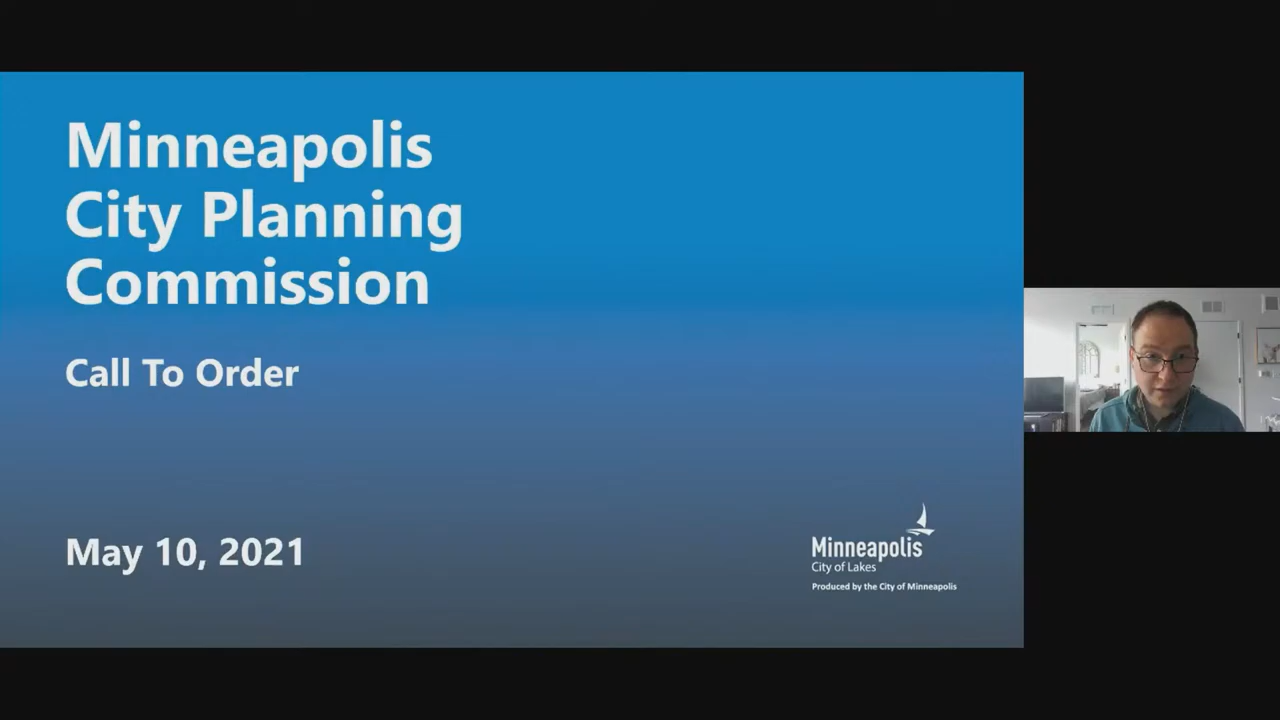 Minneapolis
City Planning
Commission
Call To Order
May 10, 2021
Minneapolis
City of Lakes
Produced by the City of Minneapolis